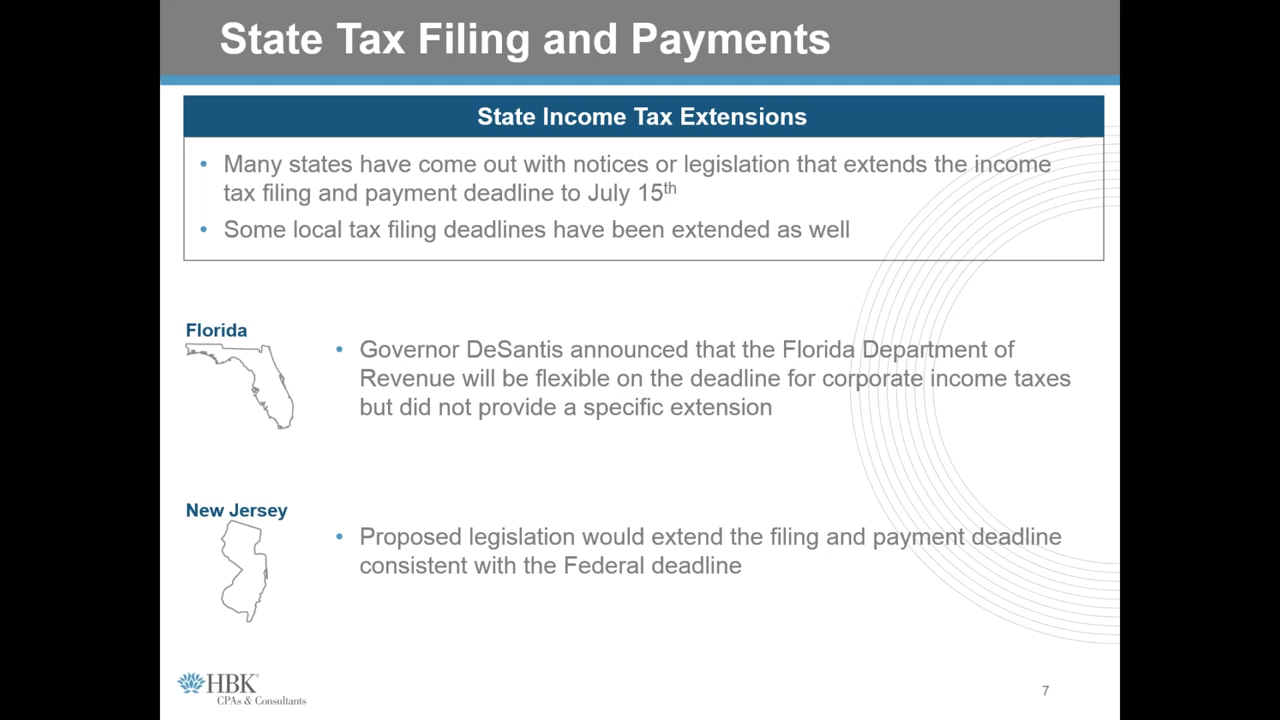 State Tax Filing and Payments
State Income Tax Extensions
• Many states have come out with notices or legislation that extends the income
tax filing and payment deadline to July 15th
• Some local tax filing deadlines have been extended as well
Florida
• Governor DeSantis announced that the Florida Department of
Revenue will be flexible on the deadline for corporate income taxes
but did not provide a specific extension
New Jersey
• Proposed legislation would extend the filing and payment deadline
consistent with the Federal deadline
HBK
CPAs & Consultants
7